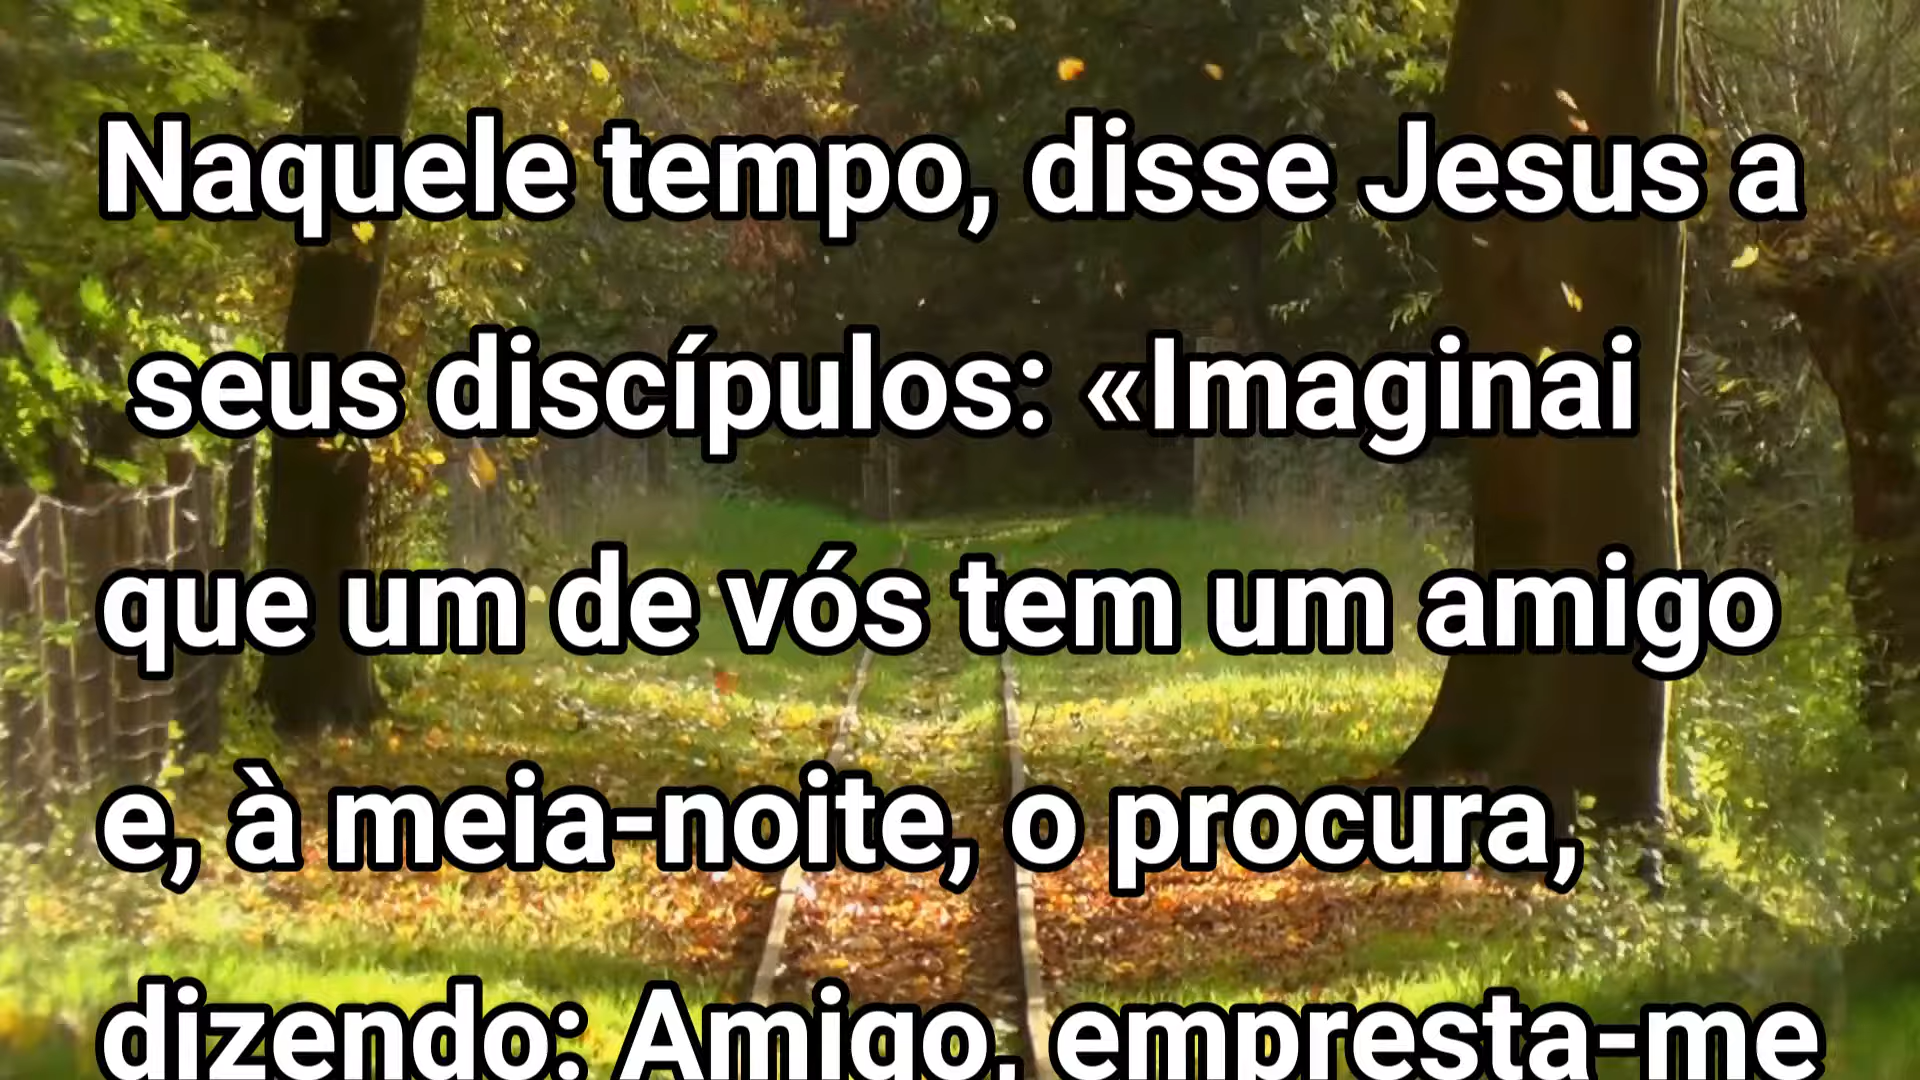 Naquele tempo, disse Jesus a
seus discípulos: «Imaginai
que um de vós tem um amigo
e, à meia-noite, o procura,
dizendo: Amigo, empresta-me